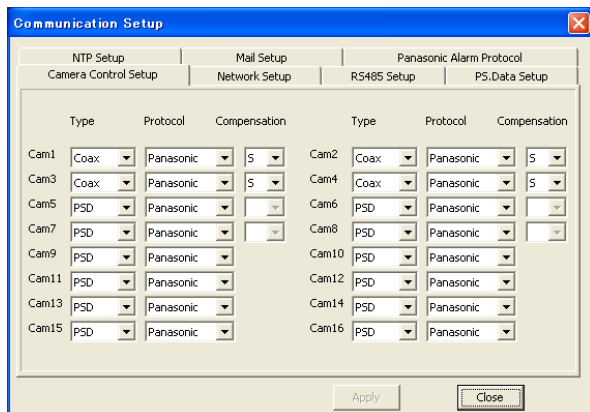 Communication Setup
NTP Setup Mail Setup Panasonic Alarm Protocol
Camera Control Setup Network Setup RS485 Setup PS.Data Setup
Type Protocol Compensation Type Protocol Compensation
Cam1 Coax Panasonic S Cam2 Coax Panasonic S
Cam3 Coax Panasonic S Cam4 Coax Panasonic S
Cam5 PSD Panasonic Cam6 PSD Panasonic
Cam7 PSD Panasonic Cam8 PSD Panasonic
Cam9 PSD Panasonic Cam10 PSD Panasonic
Cam11 PSD Panasonic Cam12 PSD Panasonic
Cam13 PSD Panasonic Cam14 PSD Panasonic
Cam15 PSD Panasonic Cam16 PSD Panasonic
Apply Close